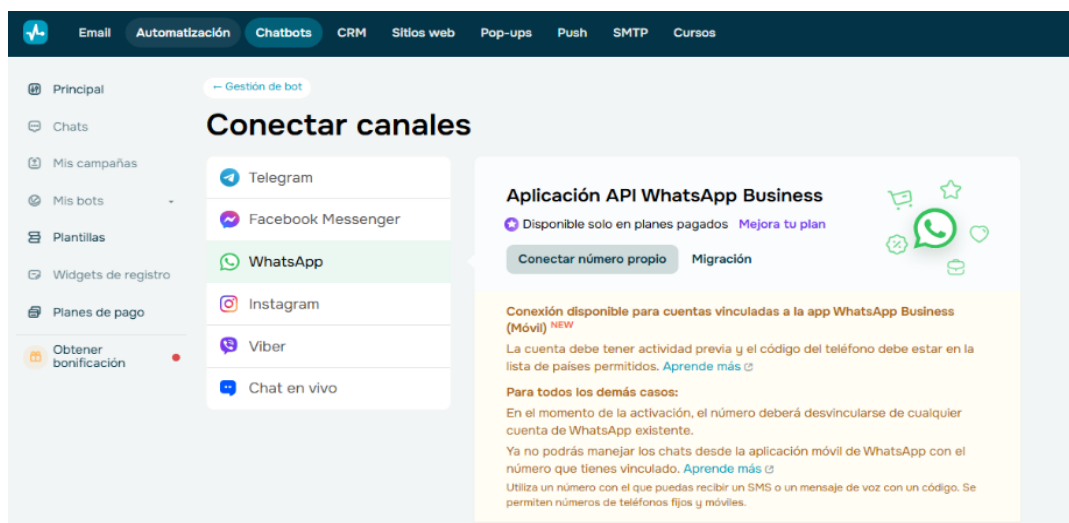 Email Automatización Chatbots CRM Sitios web Pop-ups Push SMTP Cursos
Principal
Chats
Mis campañas
Mis bots
Plantillas
Widgets de registro
Planes de pago
Obtener
bonificación
← Gestión de bot
Conectar canales
Telegram
Facebook Messenger
WhatsApp
Instagram
Viber
Chat en vivo
Aplicación API WhatsApp Business
Disponible solo en planes pagados Mejora tu plan
Conectar número propio Migración
Conexión disponible para cuentas vinculadas a la app WhatsApp Business
(Móvil) NEW
La cuenta debe tener actividad previa y el código del teléfono debe estar en la
lista de países permitidos. Aprende más
Para todos los demás casos:
En el momento de la activación, el número deberá desvincularse de cualquier
cuenta de WhatsApp existente.
Ya no podrás manejar los chats desde la aplicación móvil de WhatsApp con el
número que tienes vinculado. Aprende más
Utiliza un número con el que puedas recibir un SMS o un mensaje de voz con un código. Se
permiten números de teléfonos fijos y móviles.